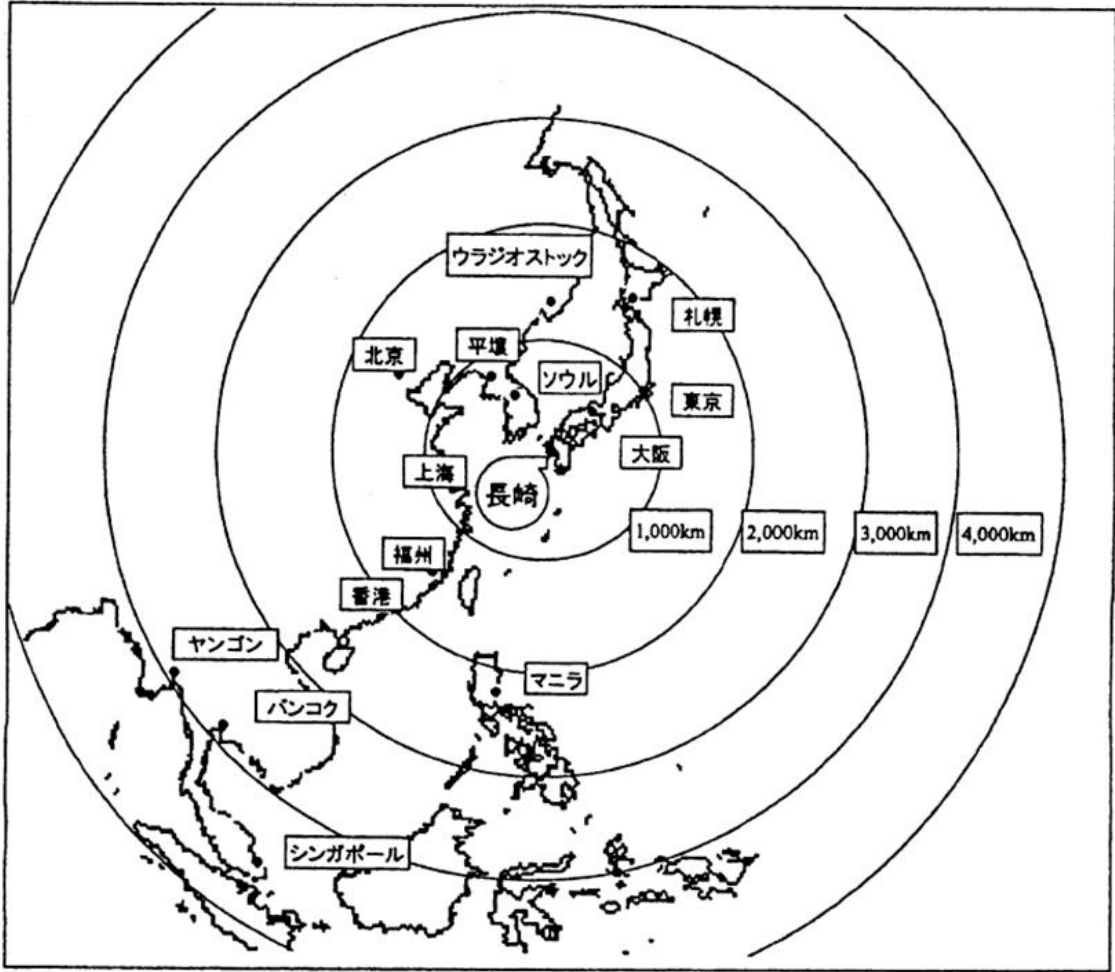 ウラジオストック
札幌
平壌
北京
ソウル
東京
大阪
上海
長崎
1,000km
2,000km
3,000km
4,000km
福州
香港
ヤンゴン
マニラ
バンコク
シンガポール